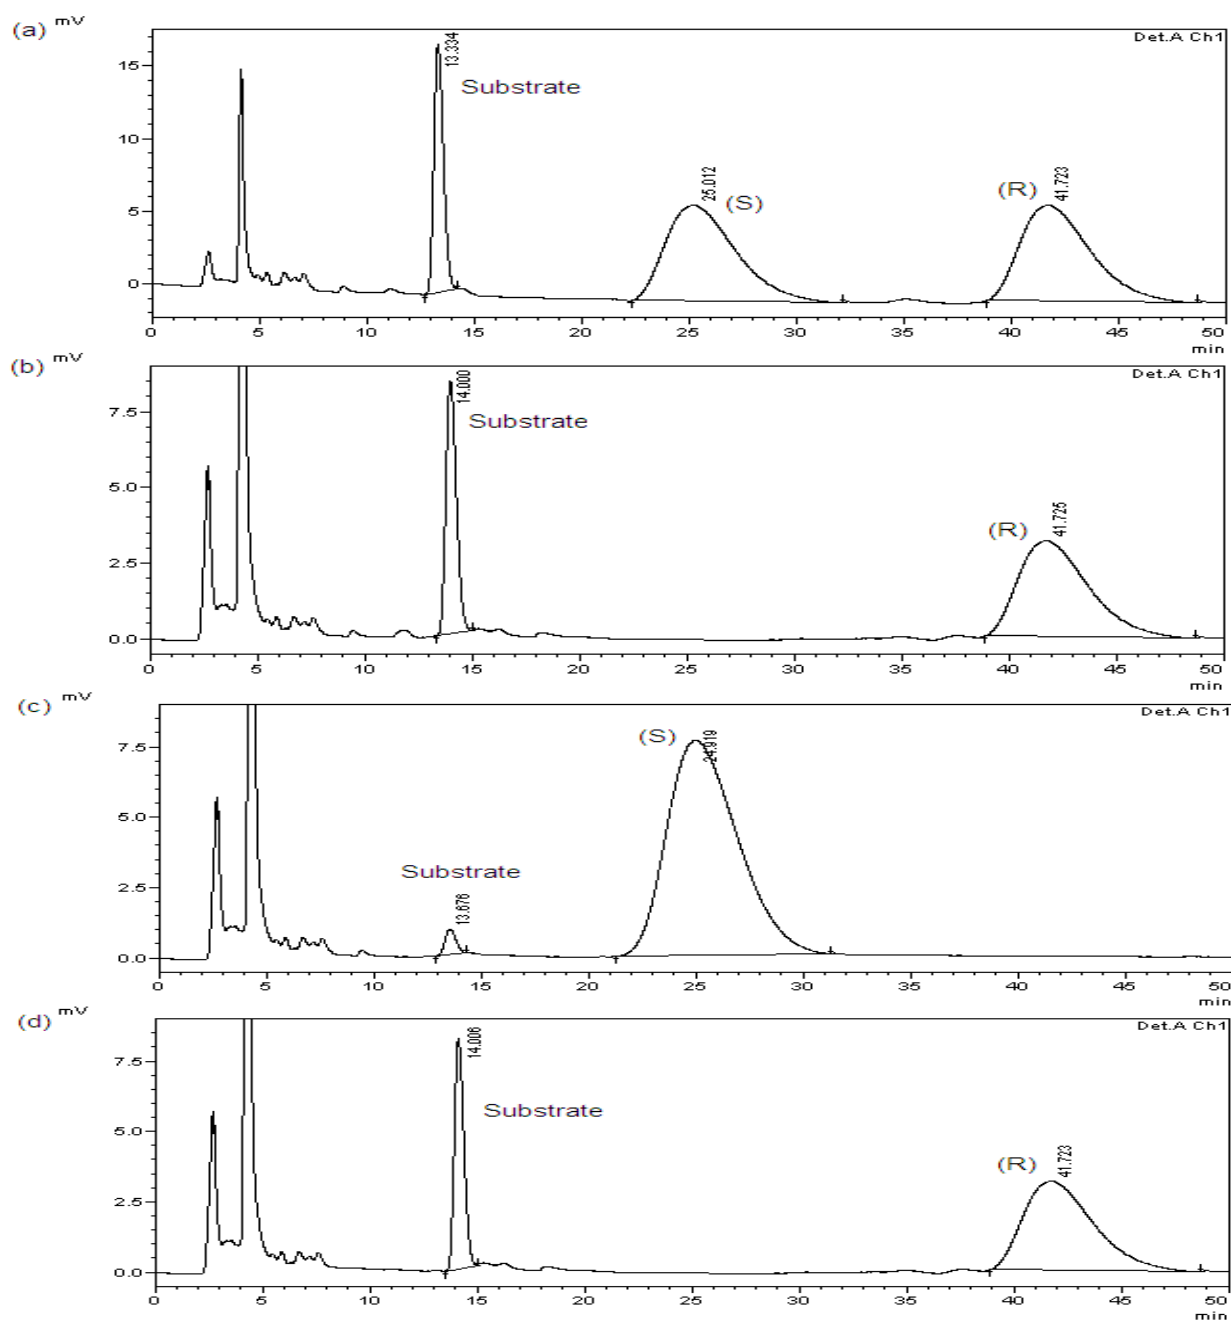 (a) mV
Det.A Ch1
13.334
Substrate
25.012
(S)
(R)
41.723
15
10
5
0
0 5 10 15 20 25 30 35 40 45 50
min
(b) mV
Det.A Ch1
14.000
Substrate
(R)
41.725
7.5
5.0
2.5
0.0
0 5 10 15 20 25 30 35 40 45 50
min
(c) mV
Det.A Ch1
(S)
24.919
Substrate
13.676
7.5
5.0
2.5
0.0
0 5 10 15 20 25 30 35 40 45 50
min
(d) mV
Det.A Ch1
14.006
Substrate
(R)
41.723
7.5
5.0
2.5
0.0
0 5 10 15 20 25 30 35 40 45 50
min